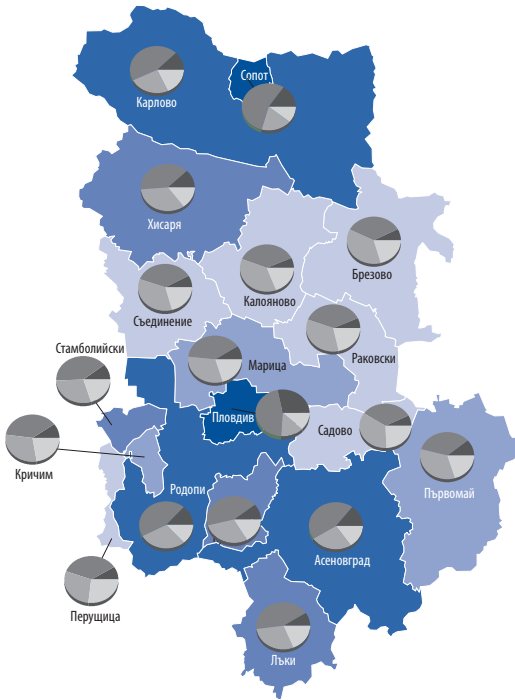 Сопот
Карлово
Хисаря
Брезово
Калояново
Съединение
Стамболийски
Раковски
Марица
Пловдив
Садово
Кричим
Родопи
Първомай
Асеновград
Перущица
Лъки